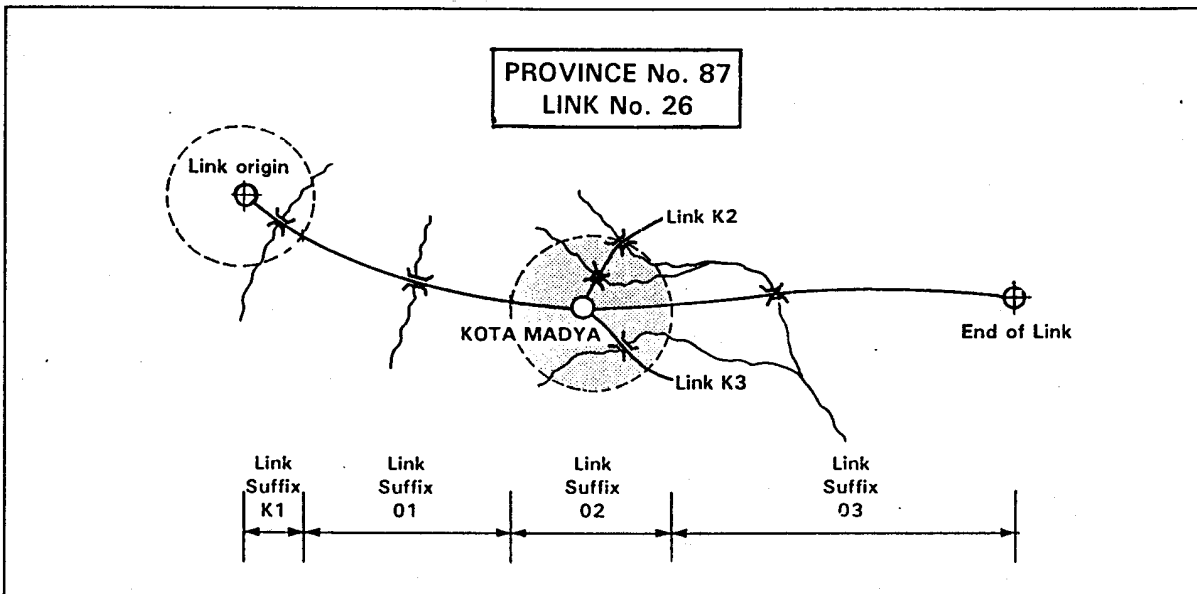 PROVINCE No. 87
LINK No. 26
Link origin
Link K2
KOTA MADYA
End of Link
Link K3
Link
Suffix
K1
Link
Suffix
01
Link
Suffix
02
Link
Suffix
03